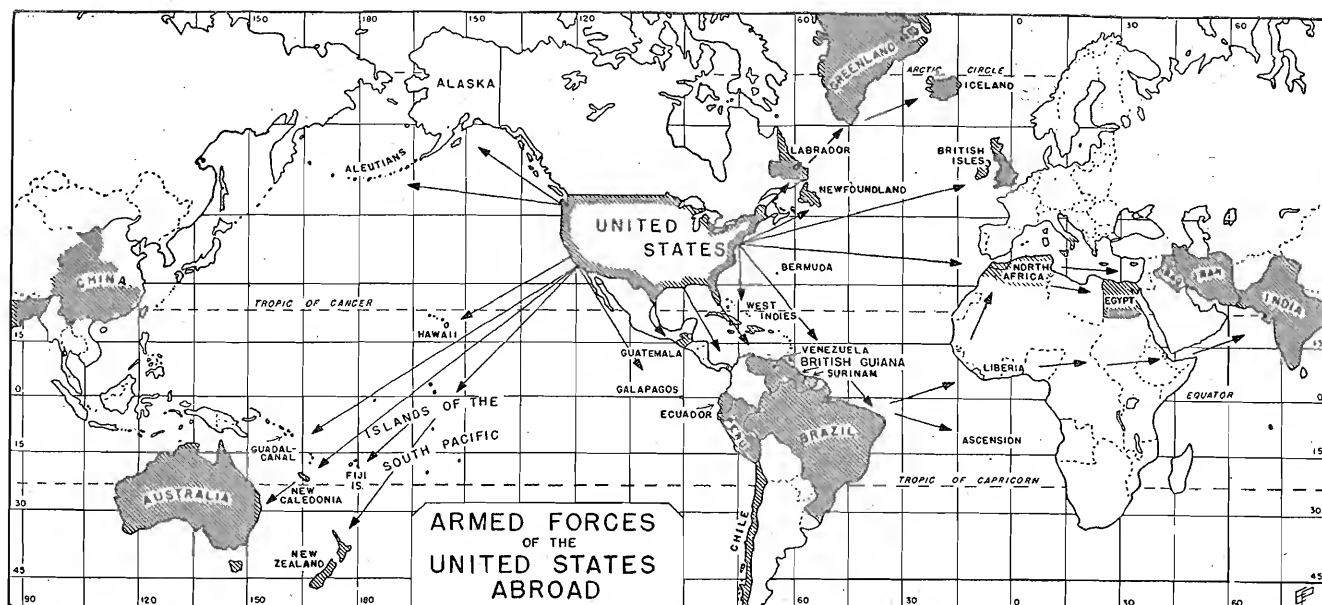 150 180 150 120 60 0 30 60
ALASKA
GREENLAND
ARCTIC CIRCLE
ICELAND
ALEUTIANS
LABRADOR
BRITISH
ISLES
NEWFOUNDLAND
UNITED
STATES
CHINA
BERMUDA
NORTH
AFRICA
IRAN
EGYPT
INDIA
TROPIC OF CANCER
HAWAII
WEST
INDIES
15
GUATEMALA
VENEZUELA
BRITISH GUIANA
SURINAM
LIBERIA
GALAPAGOS
0
ECUADOR
EQUATOR
0
ISLANDS OF THE
SOUTH PACIFIC
PERU
BRAZIL
GUADAL-
CANAL
ASCENSION
15
15
FIJI
IS.
AUSTRALIA
NEW
CALEDONIA
TROPIC OF CAPRICORN
30
30
CHILE
NEW
ZEALAND
ARMED FORCES
OF THE
UNITED STATES
ABROAD
45
45
90 120 150 180 60 0 30 60